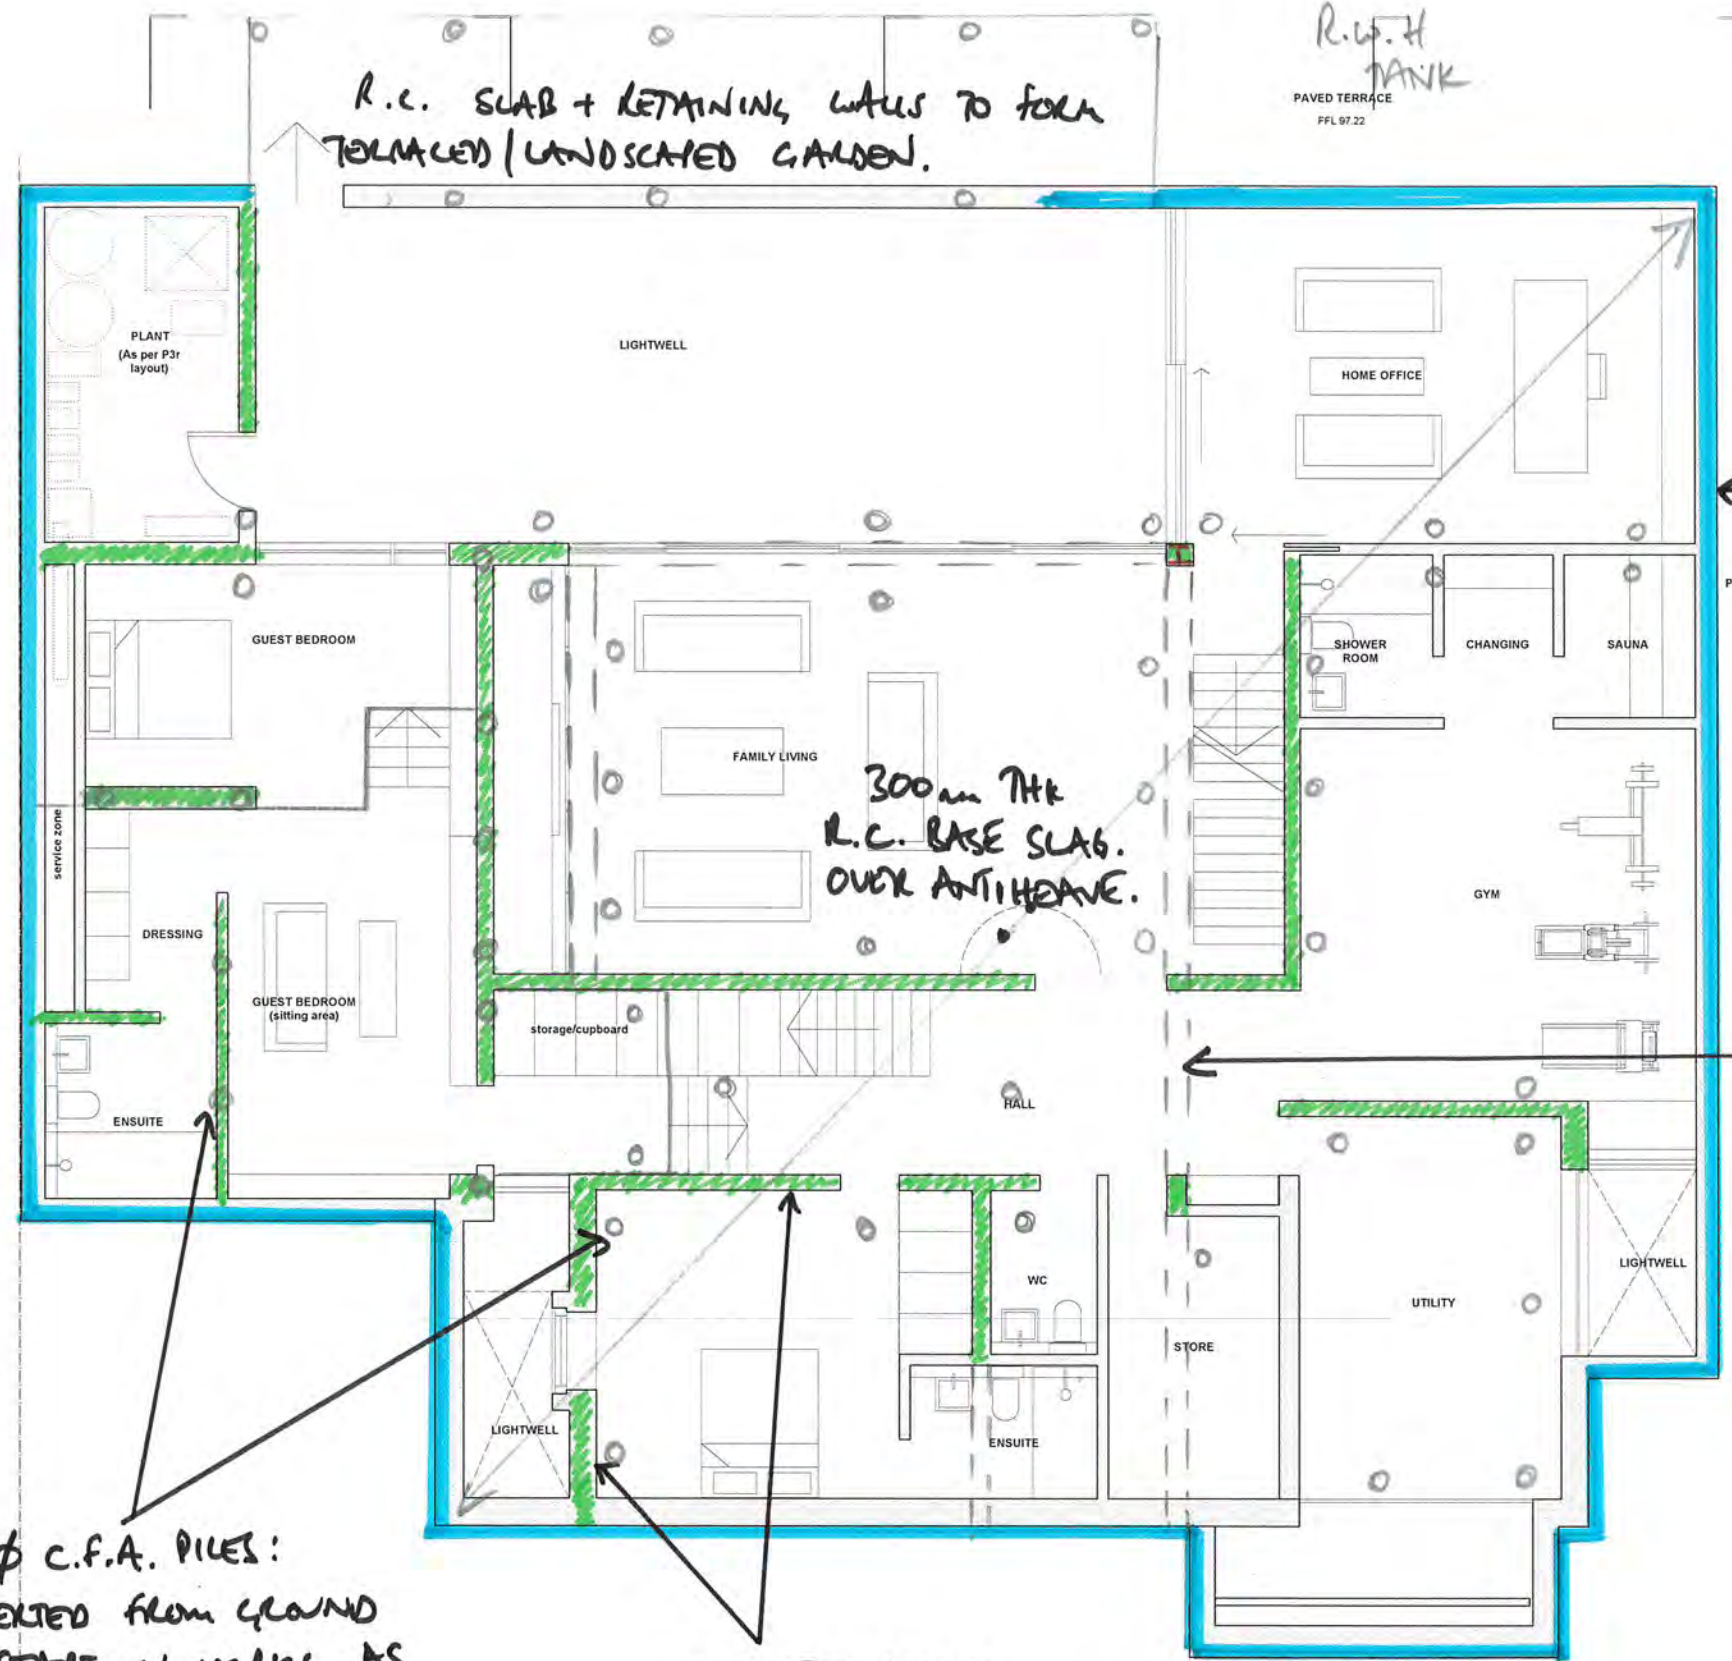 R.W.H
TANK
PAVED TERRACE
FFL 97.22
R.C. SLAB + RETAINING WALLS TO FORM
TERRACED/LANDSCAPED GARDEN.
PLANT
(As per P3r
layout)
LIGHTWELL
HOME OFFICE
P
GUEST BEDROOM
SHOWER
ROOM
CHANGING
SAUNA
FAMILY LIVING
300mm THK
R.C. BASE SLAB.
OVER ANTIHEAVE.
service zone
GYM
DRESSING
GUEST BEDROOM
(sitting area)
storage/cupboard
HALL
ENSUITE
WC
LIGHTWELL
UTILITY
STORE
LIGHTWELL
ENSUITE
Ø C.F.A. PILES:
ERTED FROM GROUND
AS